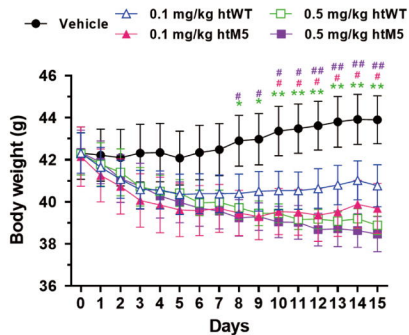 Vehicle
0.1 mg/kg htWT
0.5 mg/kg htWT
0.1 mg/kg htM5
0.5 mg/kg htM5
Body weight (g)
46
44
42
40
38
36
# # # # ## ## ## ##
* * # # # # # # #
** ** ** ** ** **
0 1 2 3 4 5 6 7 8 9 10 11 12 13 14 15
Days